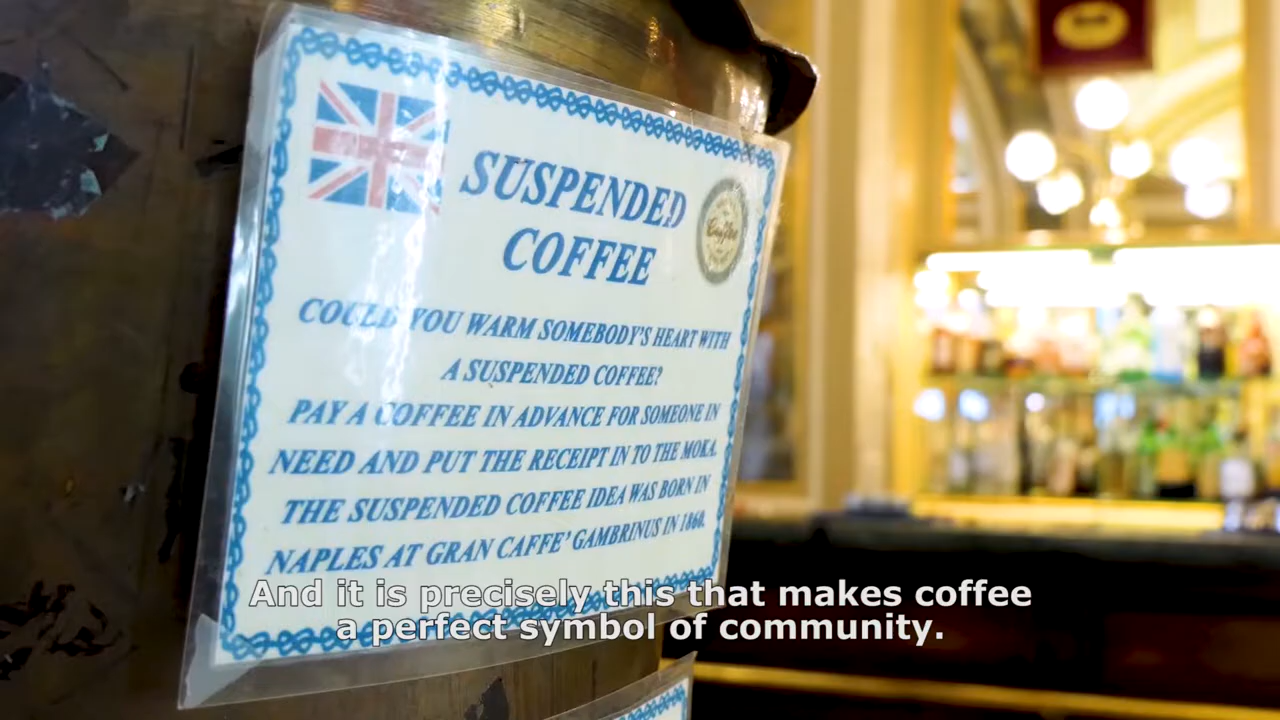 SUSPENDED
COFFEE
COULD YOU WARM SOMEBODY'S HEART WITH
A SUSPENDED COFFEE?
PAY A COFFEE IN ADVANCE FOR SOMEONE IN
NEED AND PUT THE RECEIPT IN TO THE MOKA.
THE SUSPENDED COFFEE IDEA WAS BORN IN
NAPLES AT GRAN CAFFE' GAMBRINUS IN 1860.
And it is precisely this that makes coffee
a perfect symbol of community.